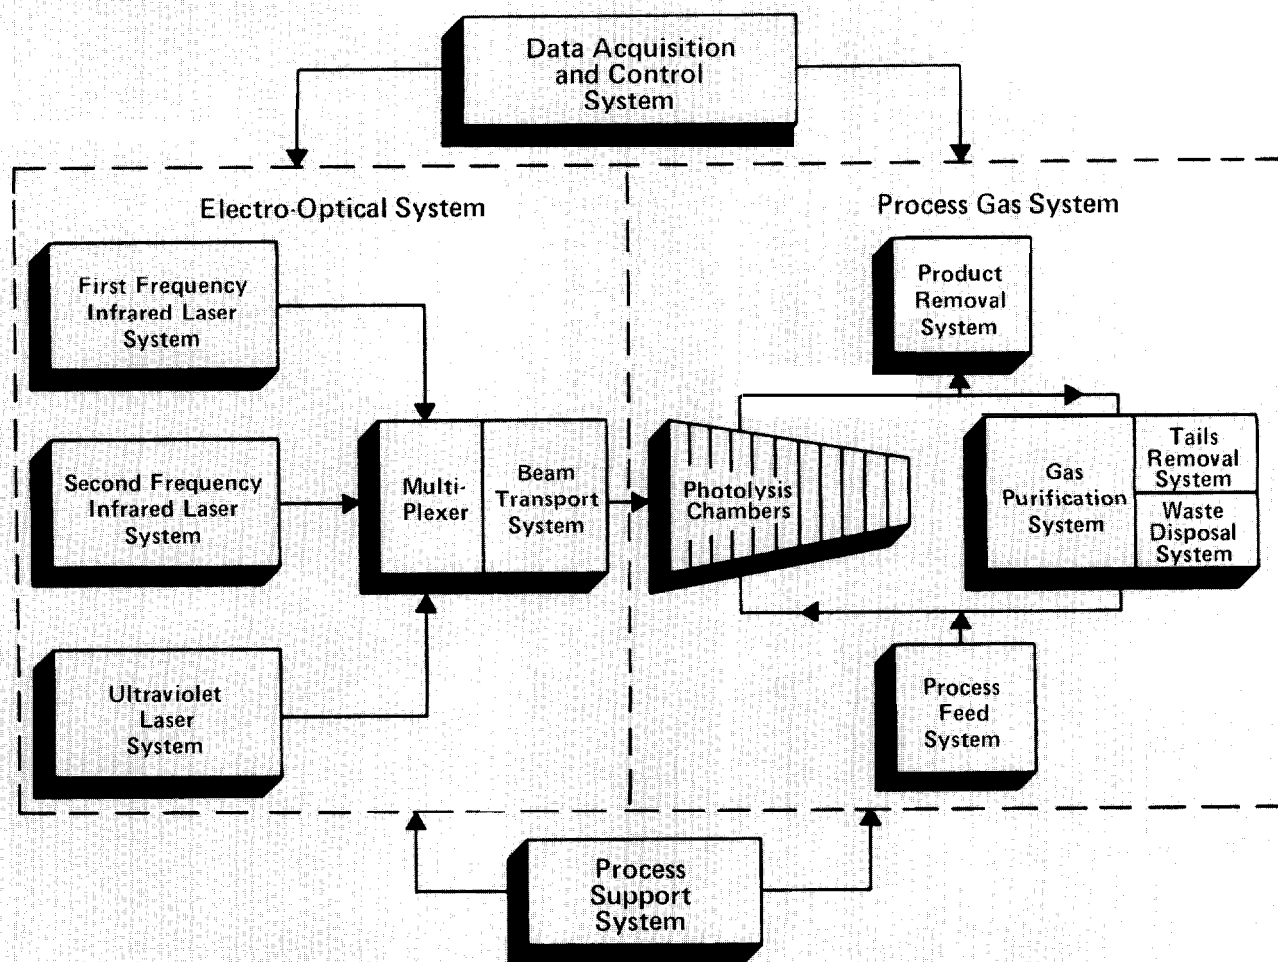 Data Acquisition
and Control
System
Electro-Optical System
Process Gas System
First Frequency
Infrared Laser
System
Second Frequency
Infrared Laser
System
Ultraviolet
Laser
System
Multi-
Plexer
Beam
Transport
System
Photolysis
Chambers
Product
Removal
System
Gas
Purification
System
Tails
Removal
System
Waste
Disposal
System
Process
Feed
System
Process
Support
System